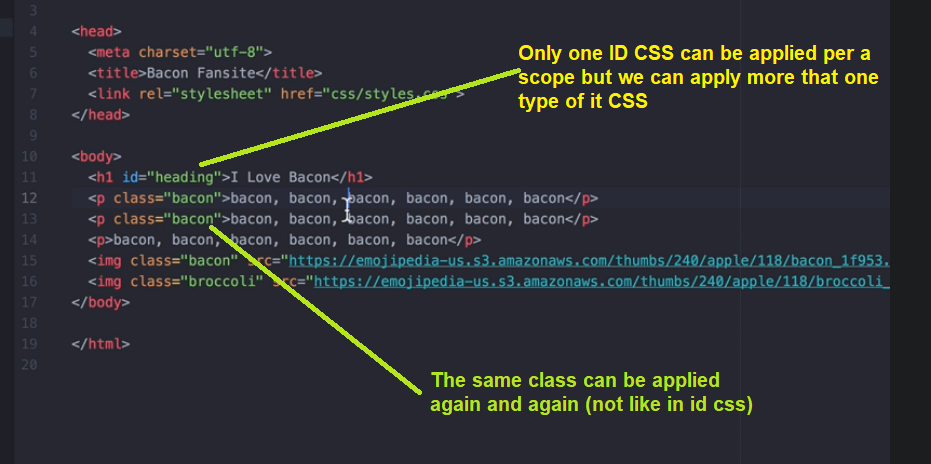 3
4 <head>
5 <meta charset="utf-8">
6 <title>Bacon Fansite</title>
7 <link rel="stylesheet" href="css/styles.css">
8 </head>
9
10 <body>
11 <h1 id="heading">I Love Bacon</h1>
12 <p class="bacon">bacon, bacon, bacon, bacon, bacon, bacon</p>
13 <p class="bacon">bacon, bacon, bacon, bacon, bacon, bacon</p>
14 <p>bacon, bacon, bacon, bacon, bacon, bacon</p>
15 <img class="bacon" src="https://emojipedia-us.s3.amazonaws.com/thumbs/240/apple/118/bacon_1f953.
16 <img class="broccoli" src="https://emojipedia-us.s3.amazonaws.com/thumbs/240/apple/118/broccoli_
17 </body>
18
19 </html>
20
Only one ID CSS can be applied per a
scope but we can apply more that one
type of it CSS
The same class can be applied
again and again (not like in id css)